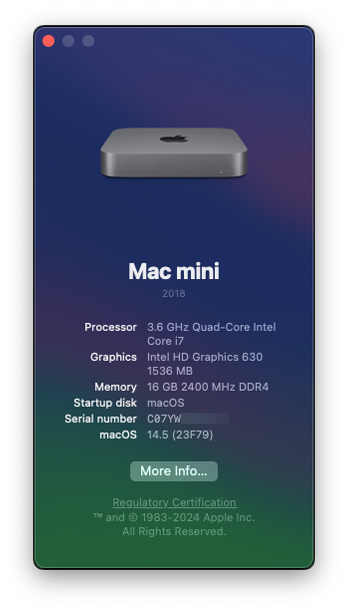 Mac mini
2018
Processor 3.6 GHz Quad-Core Intel
Core i7
Graphics Intel HD Graphics 630
1536 MB
Memory 16 GB 2400 MHz DDR4
Startup disk macOS
Serial number C07YW
macOS 14.5 (23F79)
More Info...
Regulatory Certification
™ and © 1983-2024 Apple Inc.
All Rights Reserved.